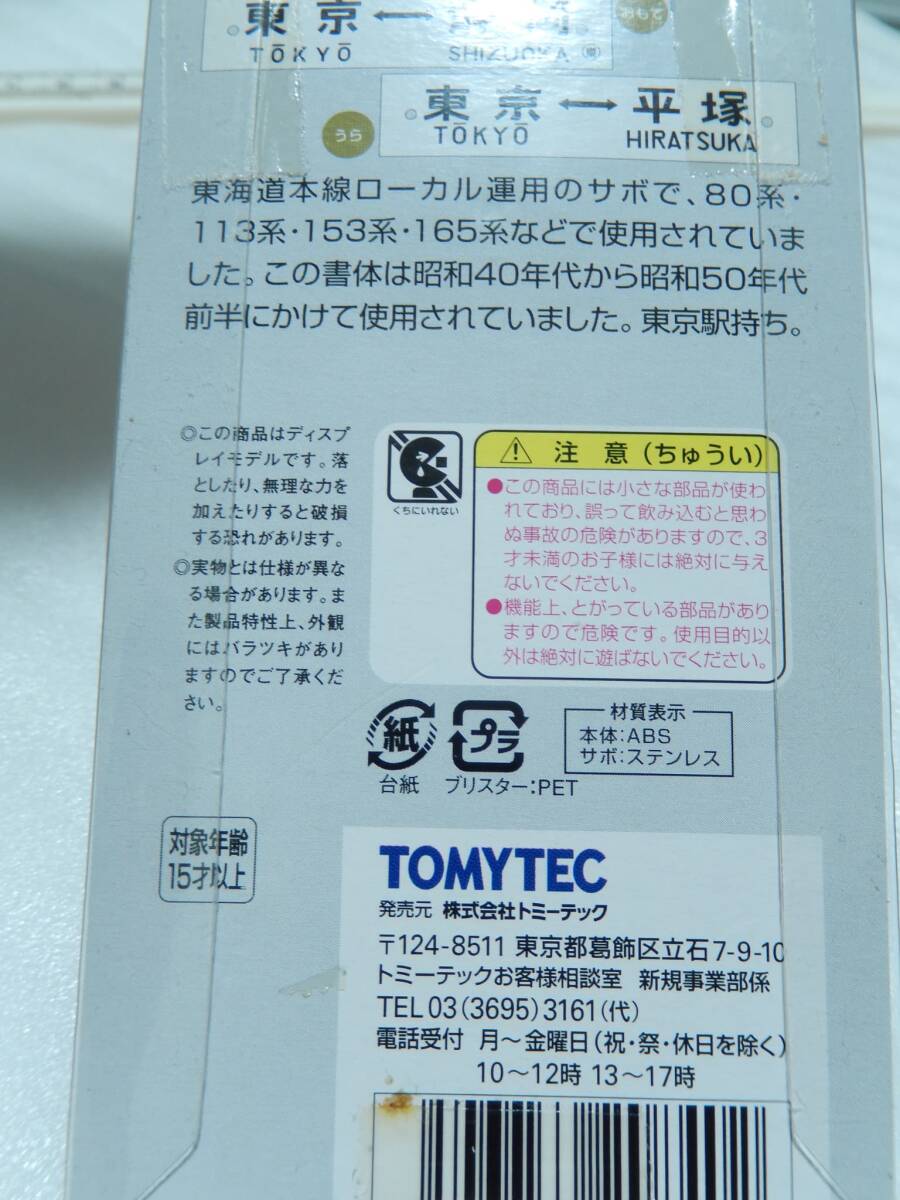 東京⟷静岡
おもて
TŌKYŌ SHIZUOKA
東京⟷平塚
うら
TŌKYŌ HIRATSUKA
東海道本線ローカル運用のサボで、80系・
113系・153系・165系などで使用されていま
した。この書体は昭和40年代から昭和50年代
前半にかけて使用されていました。東京駅持ち。
◎この商品はディスプ
レイモデルです。落
としたり、無理な力を
加えたりすると破損
する恐れがあります。
◎実物とは仕様が異な
る場合があります。ま
た製品特性上、外観
にはバラツキがあり
ますのでご了承くだ
さい。
くちにいれない
注意(ちゅうい)
●この商品には小さな部品が使わ
れており、誤って飲み込むと思わ
ぬ事故の危険がありますので、3
才未満のお子様には絶対に与え
ないでください。
●機能上、とがっている部品があり
ますので危険です。使用目的以
外は絶対に遊ばないでください。
紙
台紙
プラ
ブリスター:PET
材質表示
本体:ABS
サボ:ステンレス
対象年齢
15才以上
TOMYTEC
発売元 株式会社トミーテック
〒124-8511 東京都葛飾区立石7-9-10
トミーテックお客様相談室 新規事業部係
TEL 03(3695)3161(代)
電話受付 月〜金曜日(祝・祭・休日を除く)
10〜12時 13〜17時